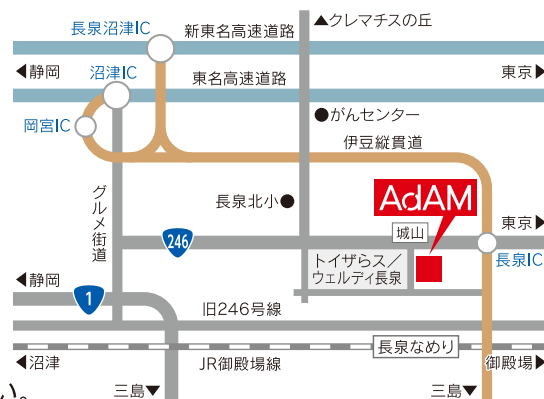 ▲クレマチスの丘
長泉沼津IC
新東名高速道路
◀静岡
沼津IC
東名高速道路
東京▶
岡宮IC
●がんセンター
伊豆縦貫道
グルメ街道
長泉北小●
AdAM
246
城山
東京▶
長泉IC
トイザらス／
ウェルディ長泉
◀静岡
1
旧246号線
長泉なめり
◀沼津
JR御殿場線
御殿場▶
三島▼
三島▼
い。